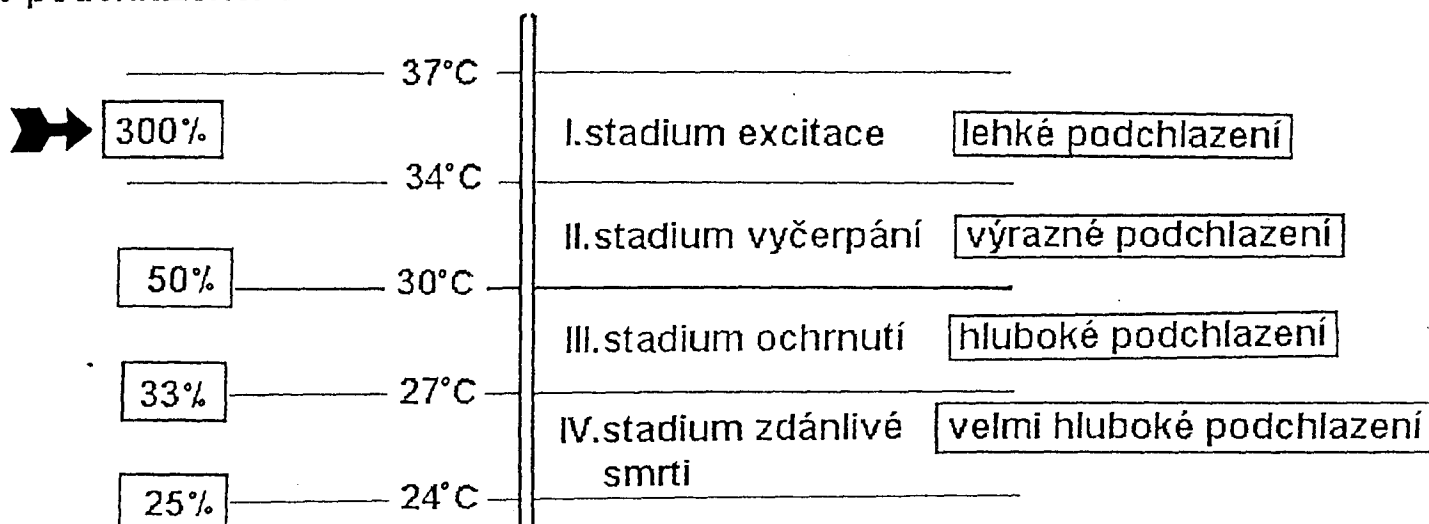 37°C
300% I.stadium excitace lehké podchlazení
34°C
II.stadium vyčerpání výrazné podchlazení
50% 30°C
III.stadium ochrnutí hluboké podchlazení
33% 27°C
IV.stadium zdánlivé velmi hluboké podchlazení
smrti
25% 24°C